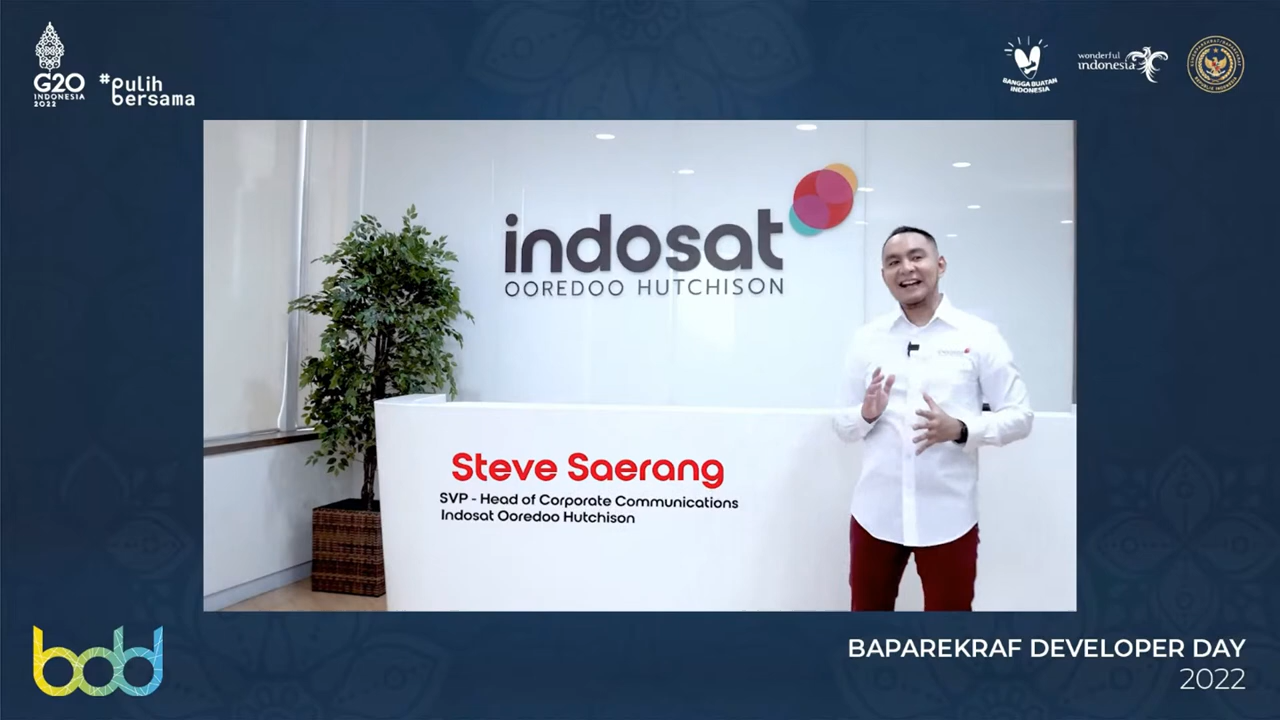 G20
INDONESIA
2022
#pulih
bersama
BANGGA BUATAN
INDONESIA
wonderful
indonesia
indosat
OOREDOO HUTCHISON
indosat
Steve Saerang
SVP - Head of Corporate Communications
Indosat Ooredoo Hutchison
bdd
BAPAREKRAF DEVELOPER DAY
2022